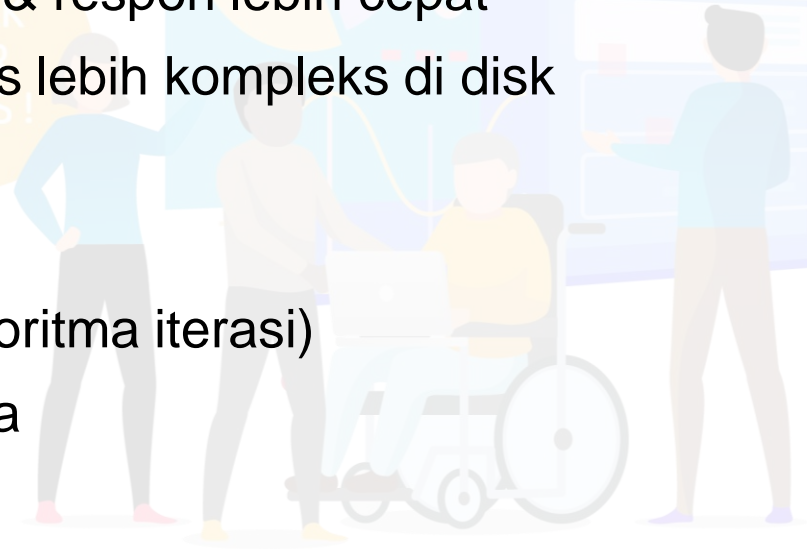 & respon lebih cepat
s lebih kompleks di disk
oritma iterasi)
a